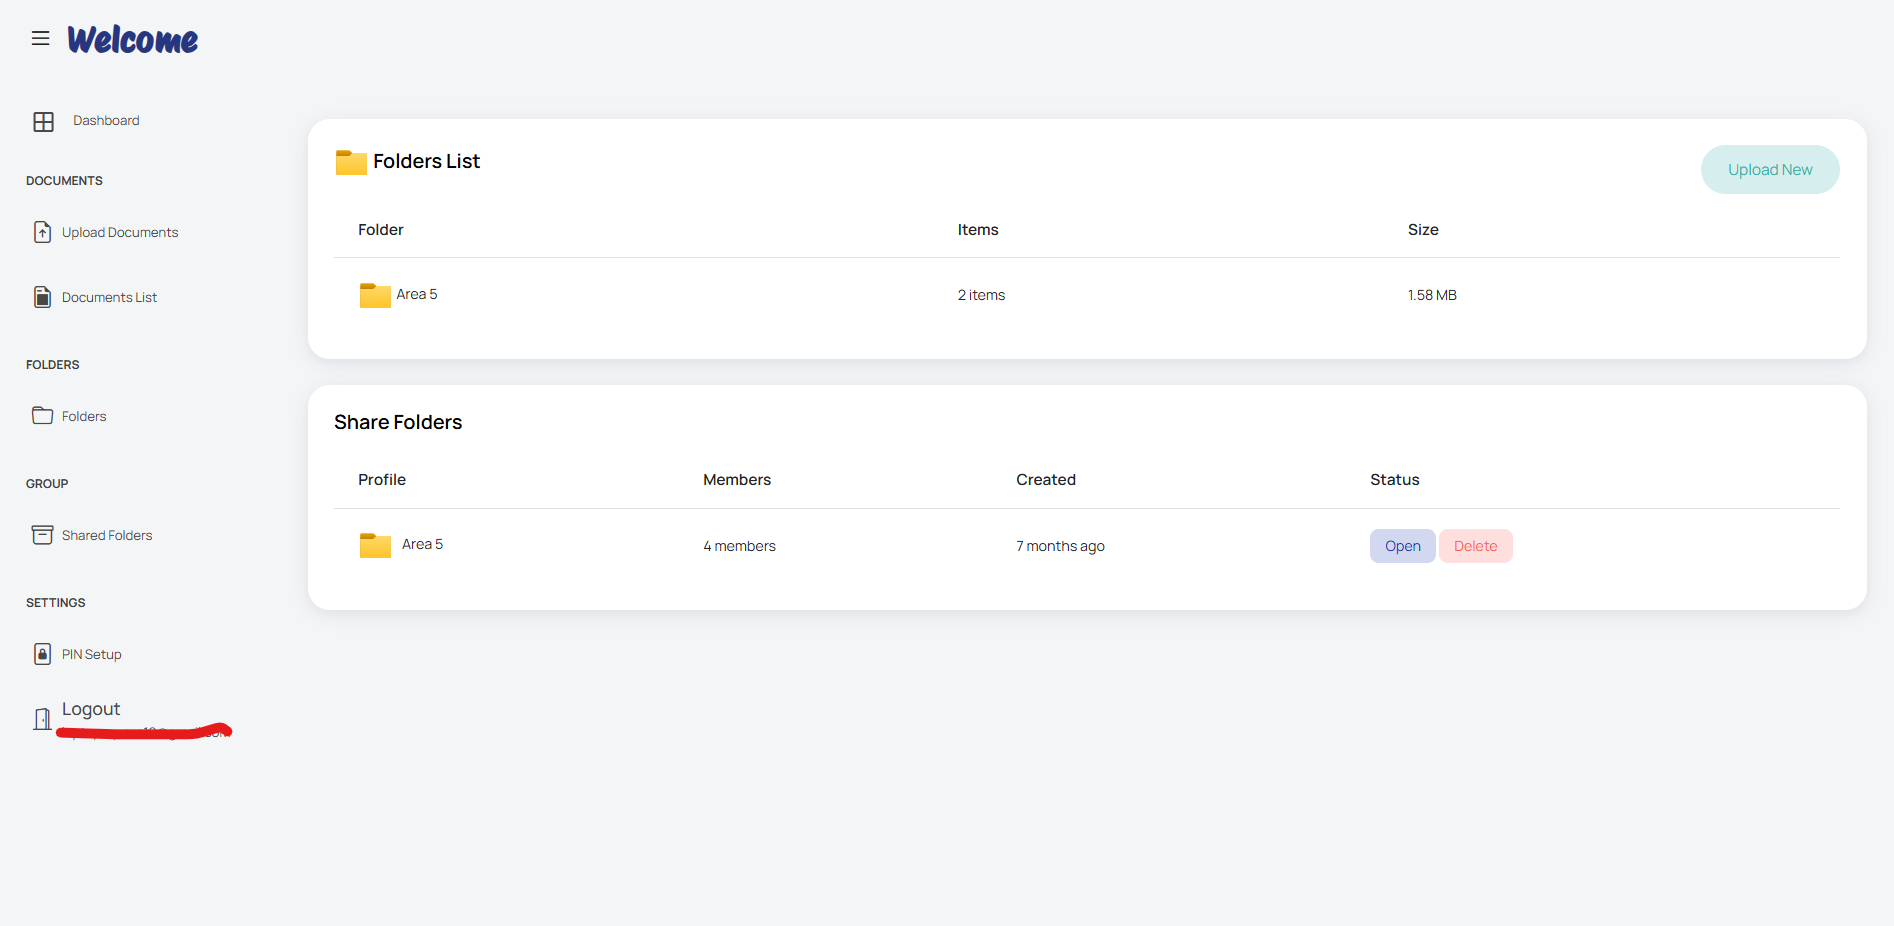 Welcome
Dashboard
DOCUMENTS
Upload Documents
Documents List
FOLDERS
Folders
GROUP
Shared Folders
SETTINGS
PIN Setup
Logout
Folders List
Upload New
Folder Items Size
Area 5 2 items 1.58 MB
Share Folders
Profile Members Created Status
Area 5 4 members 7 months ago Open Delete